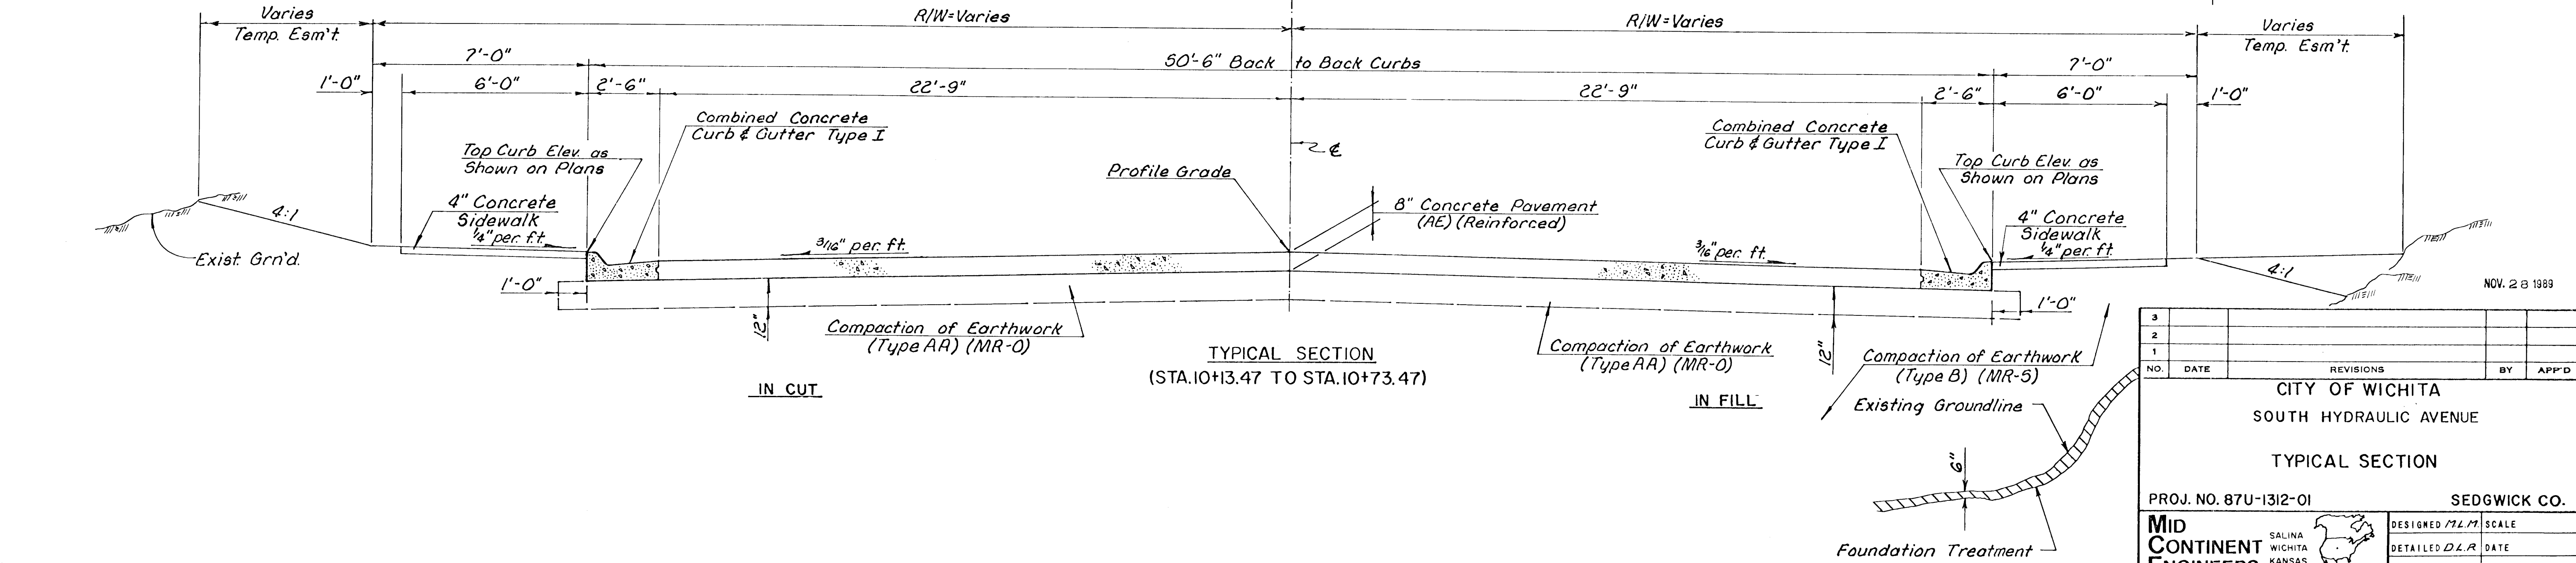 Varies
Temp. Esm't.
R/W=Varies
R/W=Varies
Varies
Temp. Esm't.
7'-0"
50'-6" Back to Back Curbs
7'-0"
1'-0"
6'-0"
2'-6"
22'-9"
22'-9"
2'-6"
6'-0"
1'-0"
Combined Concrete
Curb & Gutter Type I
Combined Concrete
Curb & Gutter Type I
Top Curb Elev. as
Shown on Plans
℄
Top Curb Elev. as
Shown on Plans
Profile Grade
4" Concrete
Sidewalk
1/4" per. ft.
8" Concrete Pavement
(AE) (Reinforced)
4" Concrete
Sidewalk
1/4" per ft.
4:1
Exist. Grn'd.
3/16" per. ft.
3/16" per. ft.
4:1
1'-0"
12"
Compaction of Earthwork
(Type AA) (MR-0)
TYPICAL SECTION
(STA.10+13.47 TO STA.10+73.47)
IN CUT
Compaction of Earthwork
(Type AA) (MR-0)
12"
1'-0"
IN FILL
Compaction of Earthwork
(Type B) (MR-5)
Existing Groundline
6"
Foundation Treatment
NOV. 28 1989
3
2
1
NO. DATE REVISIONS BY APP'D
CITY OF WICHITA
SOUTH HYDRAULIC AVENUE
TYPICAL SECTION
PROJ. NO. 87U-1312-01 SEDGWICK CO.
MID
CONTINENT
ENGINEERS
SALINA
WICHITA
KANSAS
DESIGNED M.L.M. SCALE
DETAILED D.L.R. DATE